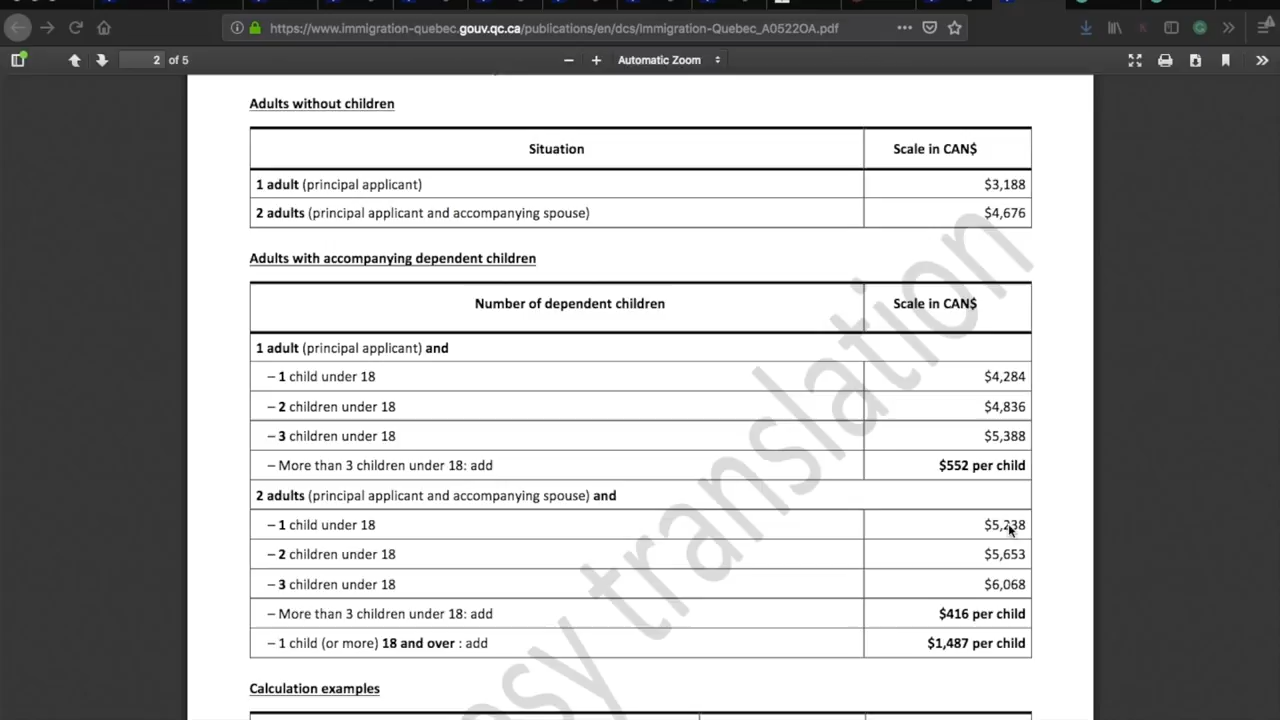 https://www.immigration-quebec.gouv.qc.ca/publications/en/dcs/Immigration-Quebec_A0522OA.pdf
2 of 5
Automatic Zoom
Adults without children
Situation Scale in CAN$
1 adult (principal applicant) $3,188
2 adults (principal applicant and accompanying spouse) $4,676
Adults with accompanying dependent children
Number of dependent children Scale in CAN$
1 adult (principal applicant) and
– 1 child under 18 $4,284
– 2 children under 18 $4,836
– 3 children under 18 $5,388
– More than 3 children under 18: add $552 per child
2 adults (principal applicant and accompanying spouse) and
– 1 child under 18 $5,238
– 2 children under 18 $5,653
– 3 children under 18 $6,068
– More than 3 children under 18: add $416 per child
– 1 child (or more) 18 and over : add $1,487 per child
Calculation examples
translation